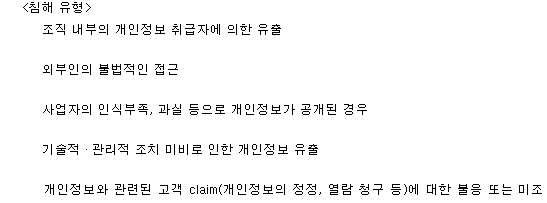 <침해 유형>
조직 내부의 개인정보 취급자에 의한 유출
외부인의 불법적인 접근
사업자의 인식부족, 과실 등으로 개인정보가 공개된 경우
기술적 · 관리적 조치 미비로 인한 개인정보 유출
개인정보와 관련된 고객 claim(개인정보의 정정, 열람 청구 등)에 대한 불응 또는 미조